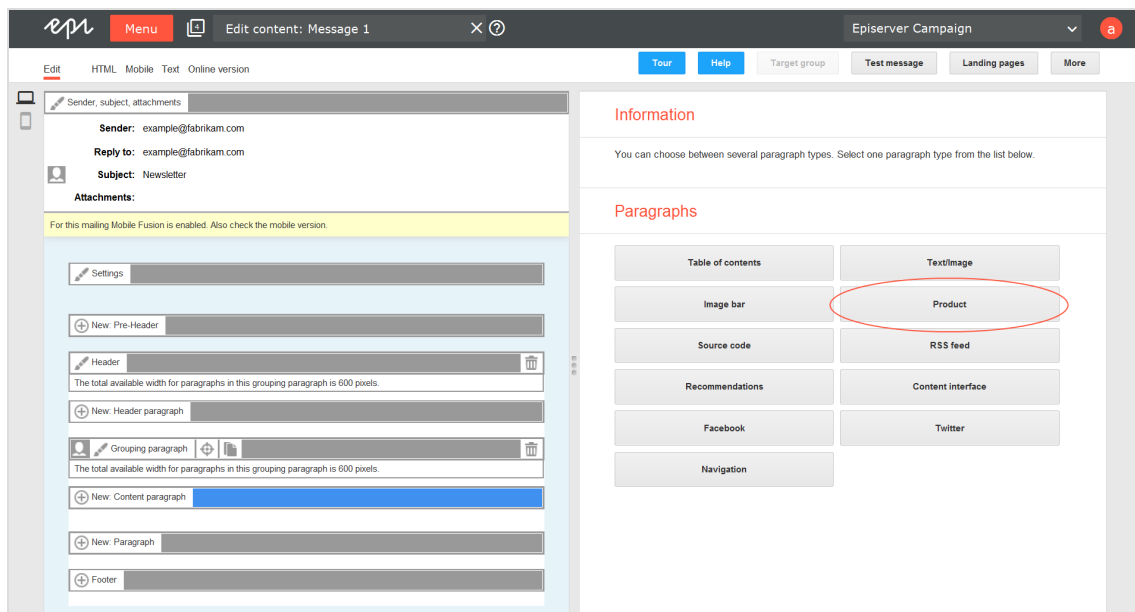 epi Menu 4 Edit content: Message 1 Episerver Campaign a
Edit HTML Mobile Text Online version Tour Help Target group Test message Landing pages More
Sender, subject, attachments
Sender: example@fabrikam.com
Reply to: example@fabrikam.com
Subject: Newsletter
Attachments:
For this mailing Mobile Fusion is enabled. Also check the mobile version.
Settings
New: Pre-Header
Header
The total available width for paragraphs in this grouping paragraph is 600 pixels.
New: Header paragraph
Grouping paragraph
The total available width for paragraphs in this grouping paragraph is 600 pixels.
New: Content paragraph
New: Paragraph
Footer
Information
You can choose between several paragraph types. Select one paragraph type from the list below.
Paragraphs
Table of contents Text/Image
Image bar Product
Source code RSS feed
Recommendations Content interface
Facebook Twitter
Navigation